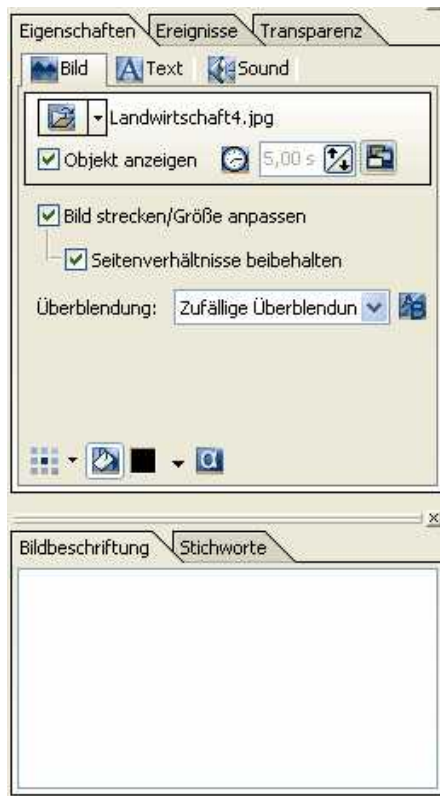 Eigenschaften Ereignisse Transparenz
Bild Text Sound
Landwirtschaft4.jpg
Objekt anzeigen 5,00 s
Bild strecken/Größe anpassen
Seitenverhältnisse beibehalten
Überblendung: Zufällige Überblendun
Bildbeschriftung Stichworte